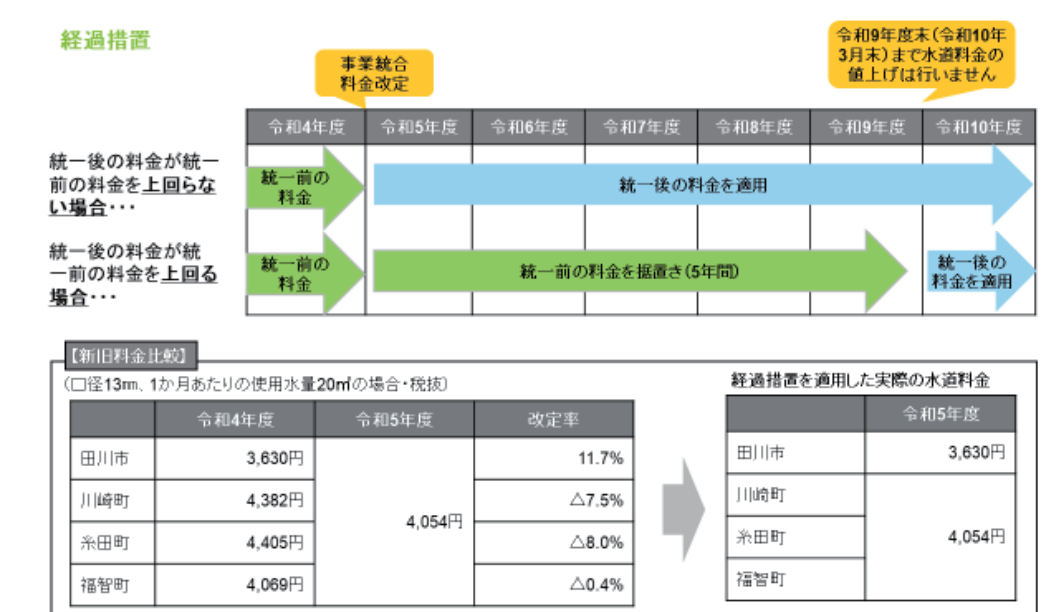 経過措置
事業統合
料金改定
令和9年度末(令和10年
3月末)まで水道料金の
値上げは行いません
令和4年度 令和5年度 令和6年度 令和7年度 令和8年度 令和9年度 令和10年度
統一後の料金が統一
前の料金を上回らな
い場合・・・
統一前の
料金
統一後の料金を適用
統一後の料金が統
一前の料金を上回る
場合・・・
統一前の
料金
統一前の料金を据置き(5年間)
統一後の
料金を適用
【新旧料金比較】
(口径13㎜、1か月あたりの使用水量20㎥の場合・税抜)
令和4年度 令和5年度 改定率
田川市 3,630円 11.7%
川崎町 4,382円 △7.5%
4,054円
糸田町 4,405円 △8.0%
福智町 4,069円 △0.4%
経過措置を適用した実際の水道料金
令和5年度
田川市 3,630円
川崎町
糸田町 4,054円
福智町